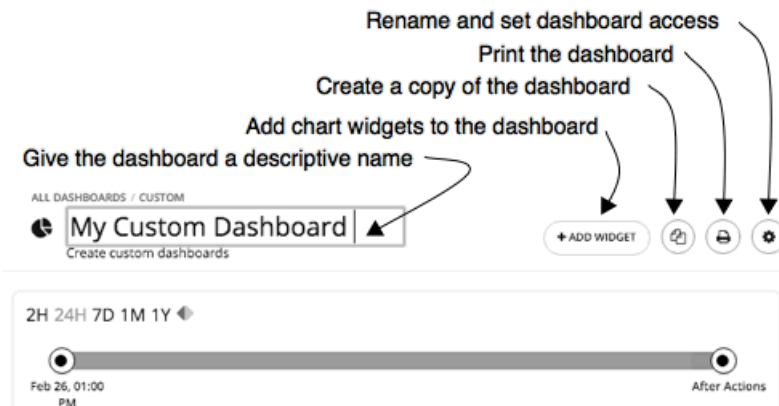 Rename and set dashboard access
Print the dashboard
Create a copy of the dashboard
Add chart widgets to the dashboard
Give the dashboard a descriptive name
ALL DASHBOARDS / CUSTOM
My Custom Dashboard
+ ADD WIDGET
Create custom dashboards
2H 24H 7D 1M 1Y
Feb 26, 01:00
PM
After Actions